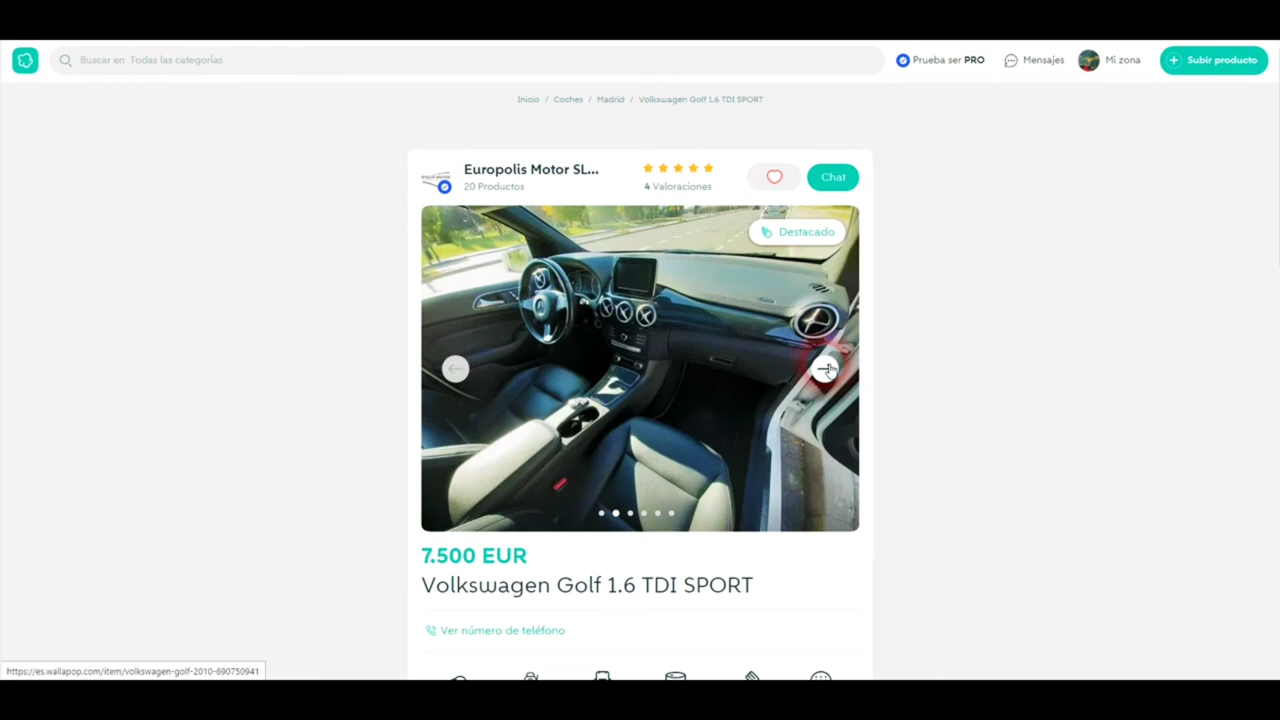 Buscar en Todas las categorías
Prueba ser PRO
Mensajes
Mi zona
Subir producto
Inicio / Coches / Madrid / Volkswagen Golf 1.6 TDI SPORT
Europolis Motor SL...
20 Productos
4 Valoraciones
Chat
Destacado
7.500 EUR
Volkswagen Golf 1.6 TDI SPORT
Ver número de teléfono
https://es.wallapop.com/item/volkswagen-golf-2010-690750941